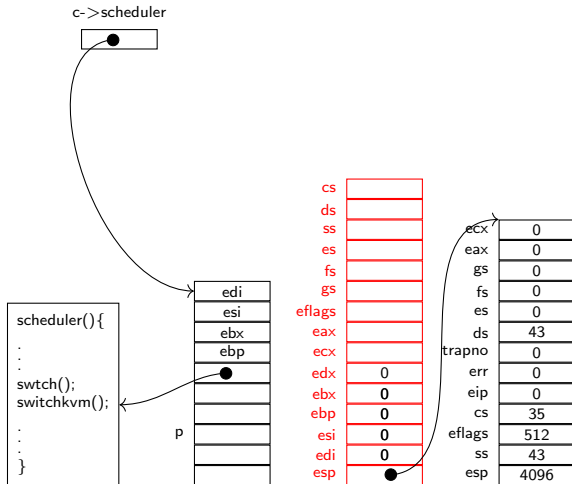 c->scheduler
edi
esi
ebx
ebp
scheduler(){
.
.
.
swtch();
switchkvm();
.
.
.
}
p
cs
ds
ss
es
fs
gs
eflags
eax
ecx
edx 0
ebx 0
ebp 0
esi 0
edi 0
esp
ecx 0
eax 0
gs 0
fs 0
es 0
ds 43
trapno 0
err 0
eip 0
cs 35
eflags 512
ss 43
esp 4096